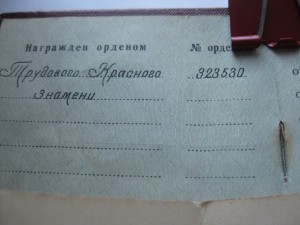 Награжден орденом № орде
Трудового Красного 323530
Знамени